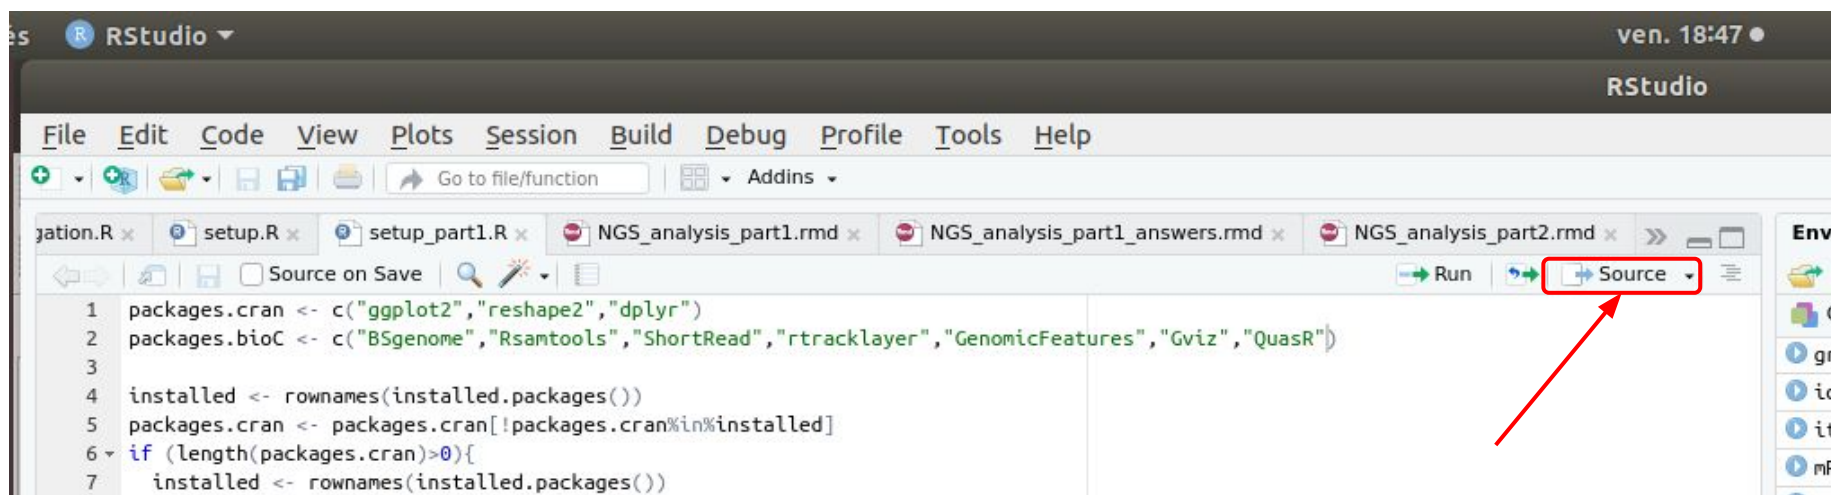 és RStudio ven. 18:47
RStudio
File Edit Code View Plots Session Build Debug Profile Tools Help
Go to file/function Addins
gation.R setup.R setup_part1.R NGS_analysis_part1.rmd NGS_analysis_part1_answers.rmd NGS_analysis_part2.rmd Env
Source on Save Run Source
1 packages.cran <- c("ggplot2","reshape2","dplyr")
2 packages.bioC <- c("BSgenome","Rsamtools","ShortRead","rtracklayer","GenomicFeatures","Gviz","QuasR")
3
4 installed <- rownames(installed.packages())
5 packages.cran <- packages.cran[!packages.cran%in%installed]
6 if (length(packages.cran)>0){
7 installed <- rownames(installed.packages())